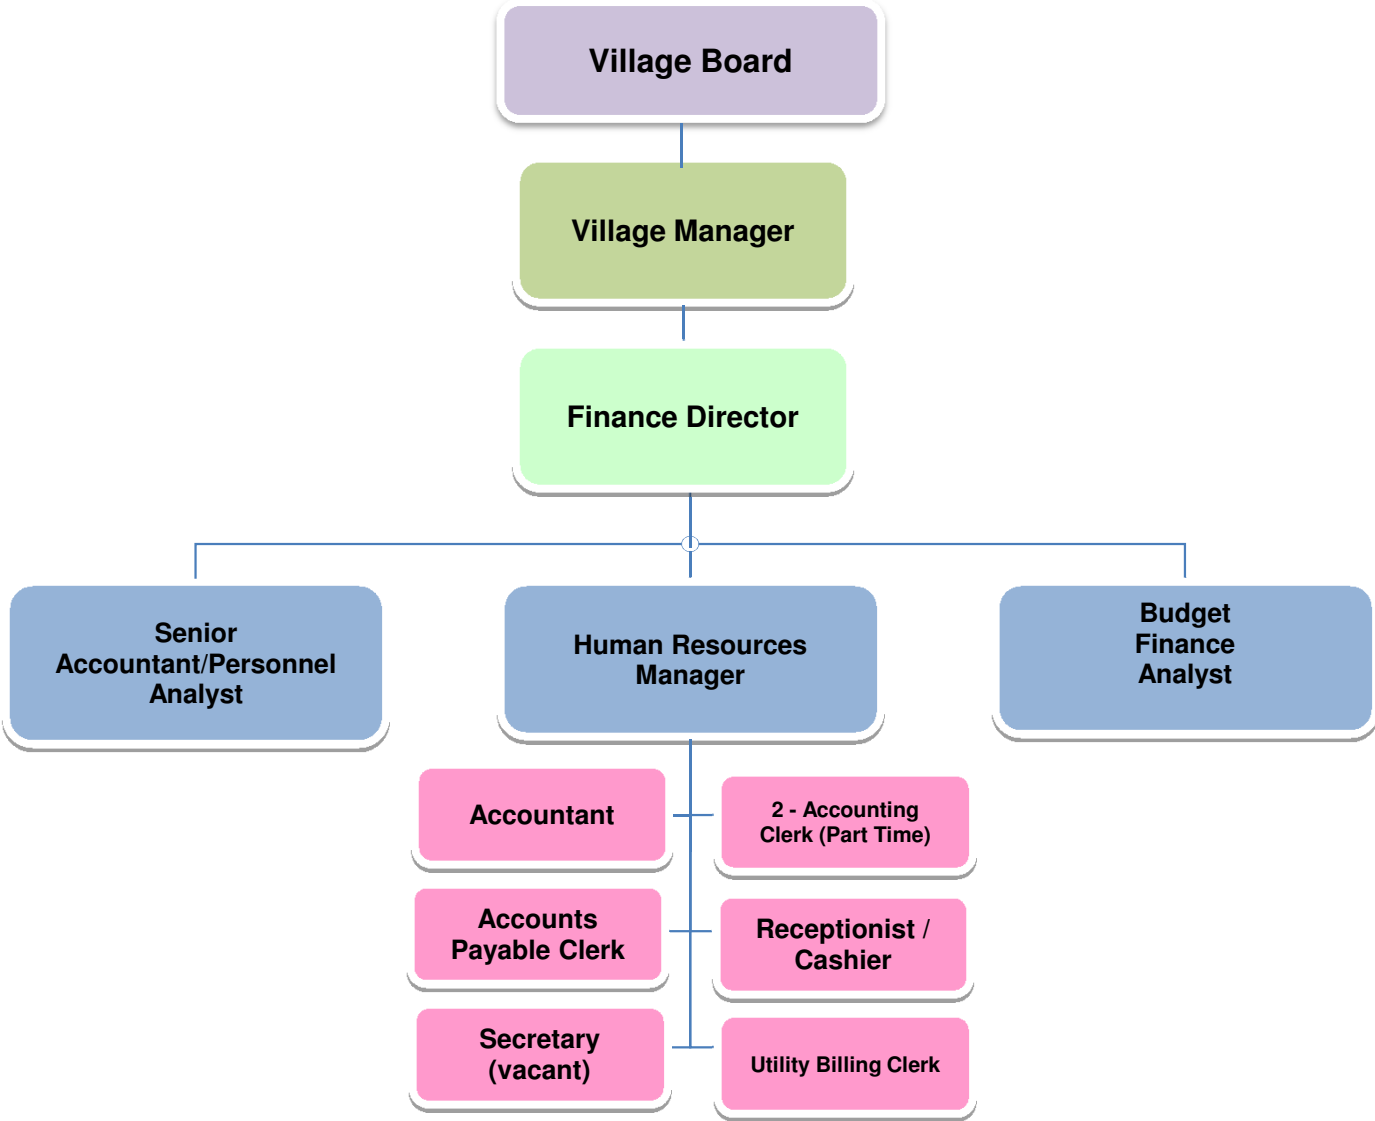 Village Board
Village Manager
Finance Director
Senior
Accountant/Personnel
Analyst
Human Resources
Manager
Budget
Finance
Analyst
Accountant
2 - Accounting
Clerk (Part Time)
Accounts
Payable Clerk
Receptionist /
Cashier
Secretary
(vacant)
Utility Billing Clerk